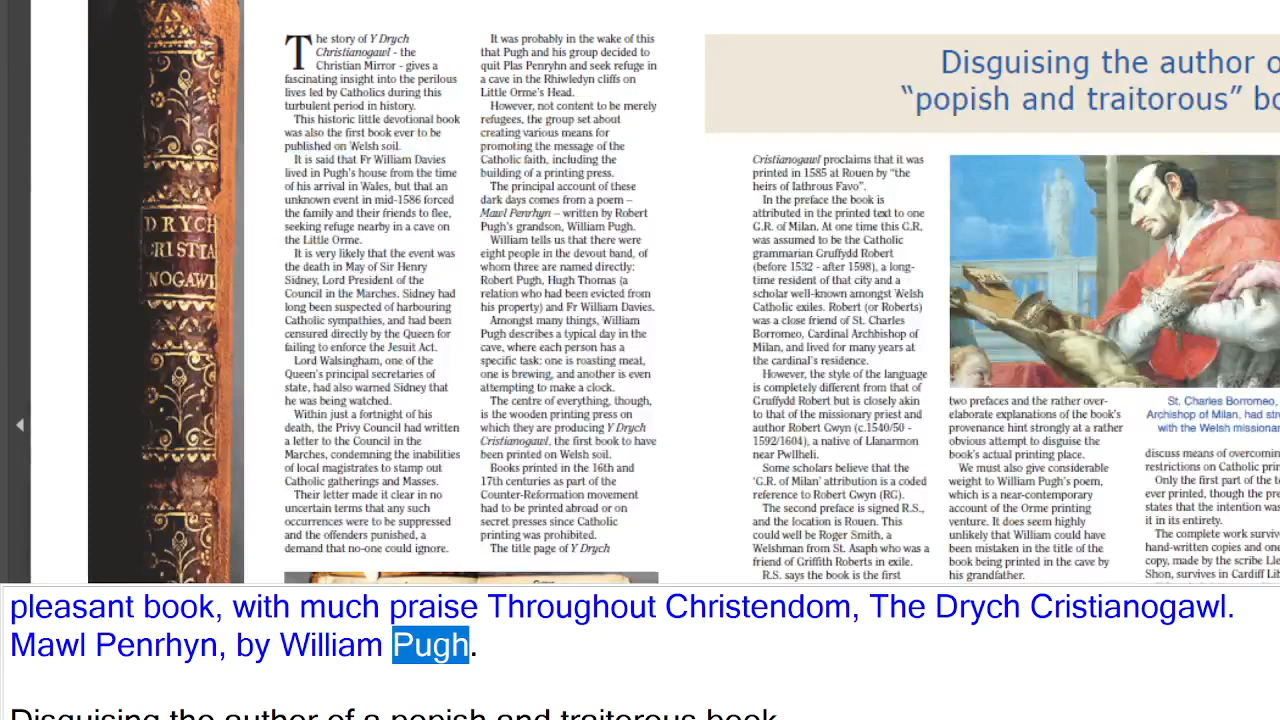 DRYCH
CRISTIA
NOGAWL
The story of Y Drych
Christianogawl - the
Christian Mirror - gives a
fascinating insight into the perilous
lives led by Catholics during this
turbulent period in history.
This historic little devotional book
was also the first book ever to be
published on Welsh soil.
It is said that Fr William Davies
lived in Pugh's house from the time
of his arrival in Wales, but that an
unknown event in mid-1586 forced
the family and their friends to flee,
seeking refuge nearby in a cave on
the Little Orme.
It is very likely that the event was
the death in May of Sir Henry
Sidney, Lord President of the
Council in the Marches. Sidney had
long been suspected of harbouring
Catholic sympathies, and had been
censured directly by the Queen for
failing to enforce the Jesuit Act.
Lord Walsingham, one of the
Queen's principal secretaries of
state, had also warned Sidney that
he was being watched.
Within just a fortnight of his
death, the Privy Council had written
a letter to the Council in the
Marches, condemning the inabilities
of local magistrates to stamp out
Catholic gatherings and Masses.
Their letter made it clear in no
uncertain terms that any such
occurrences were to be suppressed
and the offenders punished, a
demand that no-one could ignore.
It was probably in the wake of this
that Pugh and his group decided to
quit Plas Penryhn and seek refuge in
a cave in the Rhiwledyn cliffs on
Little Orme's Head.
However, not content to be merely
refugees, the group set about
creating various means for
promoting the message of the
Catholic faith, including the
building of a printing press.
The principal account of these
dark days comes from a poem –
Mawl Penrhyn – written by Robert
Pugh's grandson, William Pugh.
William tells us that there were
eight people in the devout band, of
whom three are named directly:
Robert Pugh, Hugh Thomas (a
relation who had been evicted from
his property) and Fr William Davies.
Amongst many things, William
Pugh describes a typical day in the
cave, where each person has a
specific task: one is roasting meat,
one is brewing, and another is even
attempting to make a clock.
The centre of everything, though,
is the wooden printing press on
which they are producing Y Drych
Cristianogawl, the first book to have
been printed on Welsh soil.
Books printed in the 16th and
17th centuries as part of the
Counter-Reformation movement
had to be printed abroad or on
secret presses since Catholic
printing was prohibited.
The title page of Y Drych
Disguising the author o
“popish and traitorous” bo
Cristianogawl proclaims that it was
printed in 1585 at Rouen by “the
heirs of Iathrous Favo”.
In the preface the book is
attributed in the printed text to one
G.R. of Milan. At one time this G.R.
was assumed to be the Catholic
grammarian Gruffydd Robert
(before 1532 - after 1598), a long-
time resident of that city and a
scholar well-known amongst Welsh
Catholic exiles. Robert (or Roberts)
was a close friend of St. Charles
Borromeo, Cardinal Archbishop of
Milan, and lived for many years at
the cardinal's residence.
However, the style of the language
is completely different from that of
Gruffydd Robert but is closely akin
to that of the missionary priest and
author Robert Gwyn (c.1540/50 -
1592/1604), a native of Llanarmon
near Pwllheli.
Some scholars believe that the
‘G.R. of Milan’ attribution is a coded
reference to Robert Gwyn (RG).
The second preface is signed R.S.,
and the location is Rouen. This
could well be Roger Smith, a
Welshman from St. Asaph who was a
friend of Griffith Roberts in exile.
R.S. says the book is the first
two prefaces and the rather over-
elaborate explanations of the book's
provenance hint strongly at a rather
obvious attempt to disguise the
book's actual printing place.
We must also give considerable
weight to William Pugh's poem,
which is a near-contemporary
account of the Orme printing
venture. It does seem highly
unlikely that William could have
been mistaken in the title of the
book being printed in the cave by
his grandfather.
St. Charles Borromeo,
Archbishop of Milan, had str
with the Welsh missionar
discuss means of overcomin
restrictions on Catholic prin
Only the first part of the t
ever printed, though the pre
states that the intention was
it in its entirety.
The complete work surviv
hand-written copies and one
copy, made by the scribe Lle
Shon, survives in Cardiff Lib
pleasant book, with much praise Throughout Christendom, The Drych Cristianogawl.
Mawl Penrhyn, by William Pugh.
Disguising the author of a popish and traitorous book